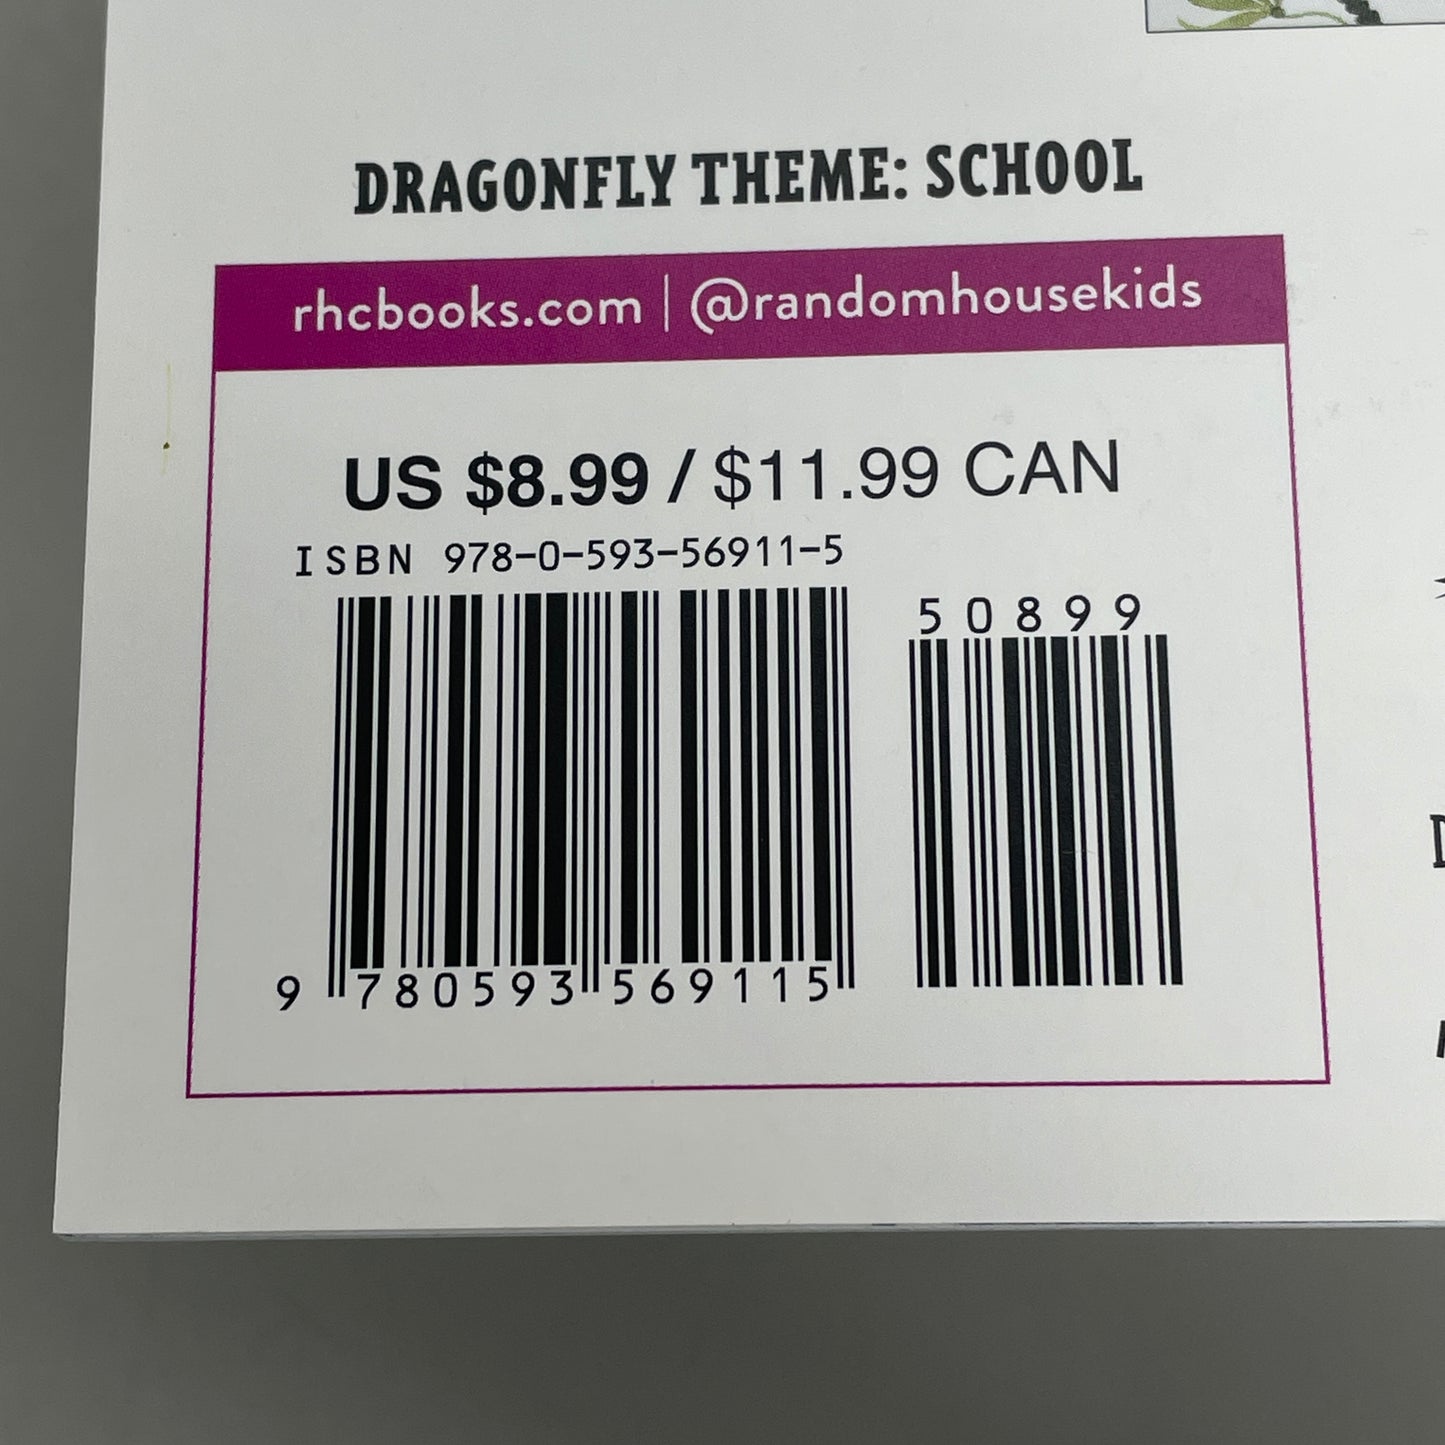 DRAGONFLY THEME: SCHOOL
rhcbooks.com | @randomhousekids
US $8.99 / $11.99 CAN
ISBN 978-0-593-56911-5
50899
9 780593 569115